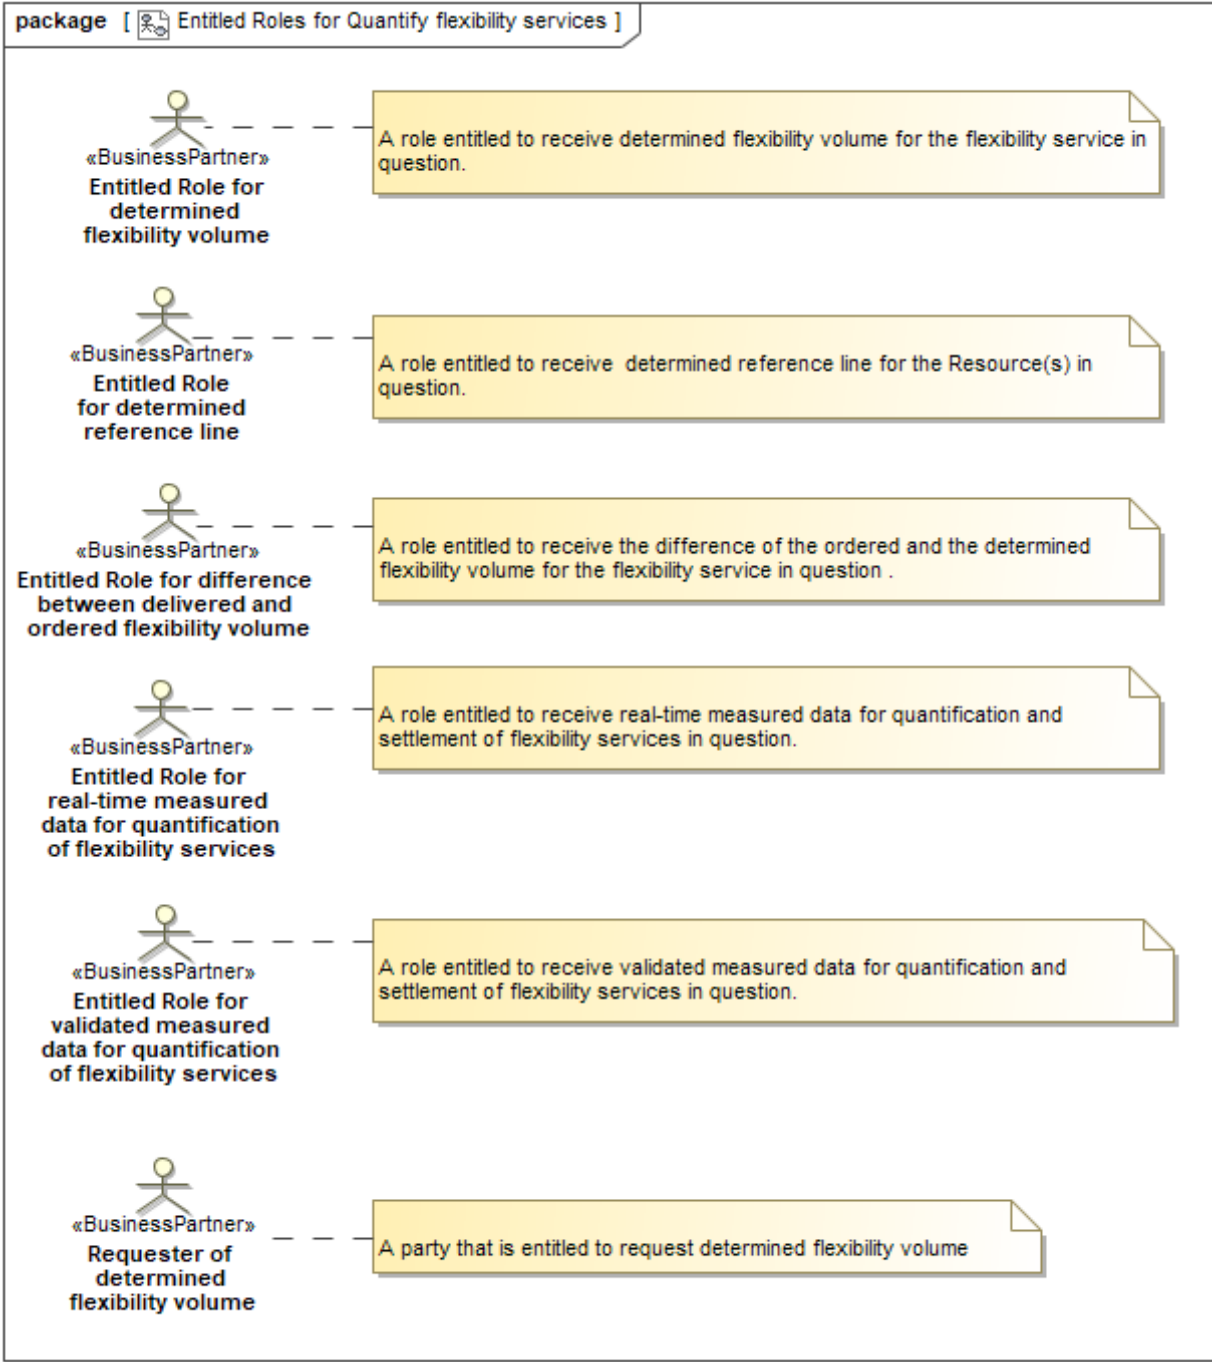 package [ Entitled Roles for Quantify flexibility services ]
«BusinessPartner»
Entitled Role for
determined
flexibility volume
A role entitled to receive determined flexibility volume for the flexibility service in
question.
«BusinessPartner»
Entitled Role
for determined
reference line
A role entitled to receive  determined reference line for the Resource(s) in
question.
«BusinessPartner»
Entitled Role for difference
between delivered and
ordered flexibility volume
A role entitled to receive the difference of the ordered and the determined
flexibility volume for the flexibility service in question .
«BusinessPartner»
Entitled Role for
real-time measured
data for quantification
of flexibility services
A role entitled to receive real-time measured data for quantification and
settlement of flexibility services in question.
«BusinessPartner»
Entitled Role for
validated measured
data for quantification
of flexibility services
A role entitled to receive validated measured data for quantification and
settlement of flexibility services in question.
«BusinessPartner»
Requester of
determined
flexibility volume
A party that is entitled to request determined flexibility volume